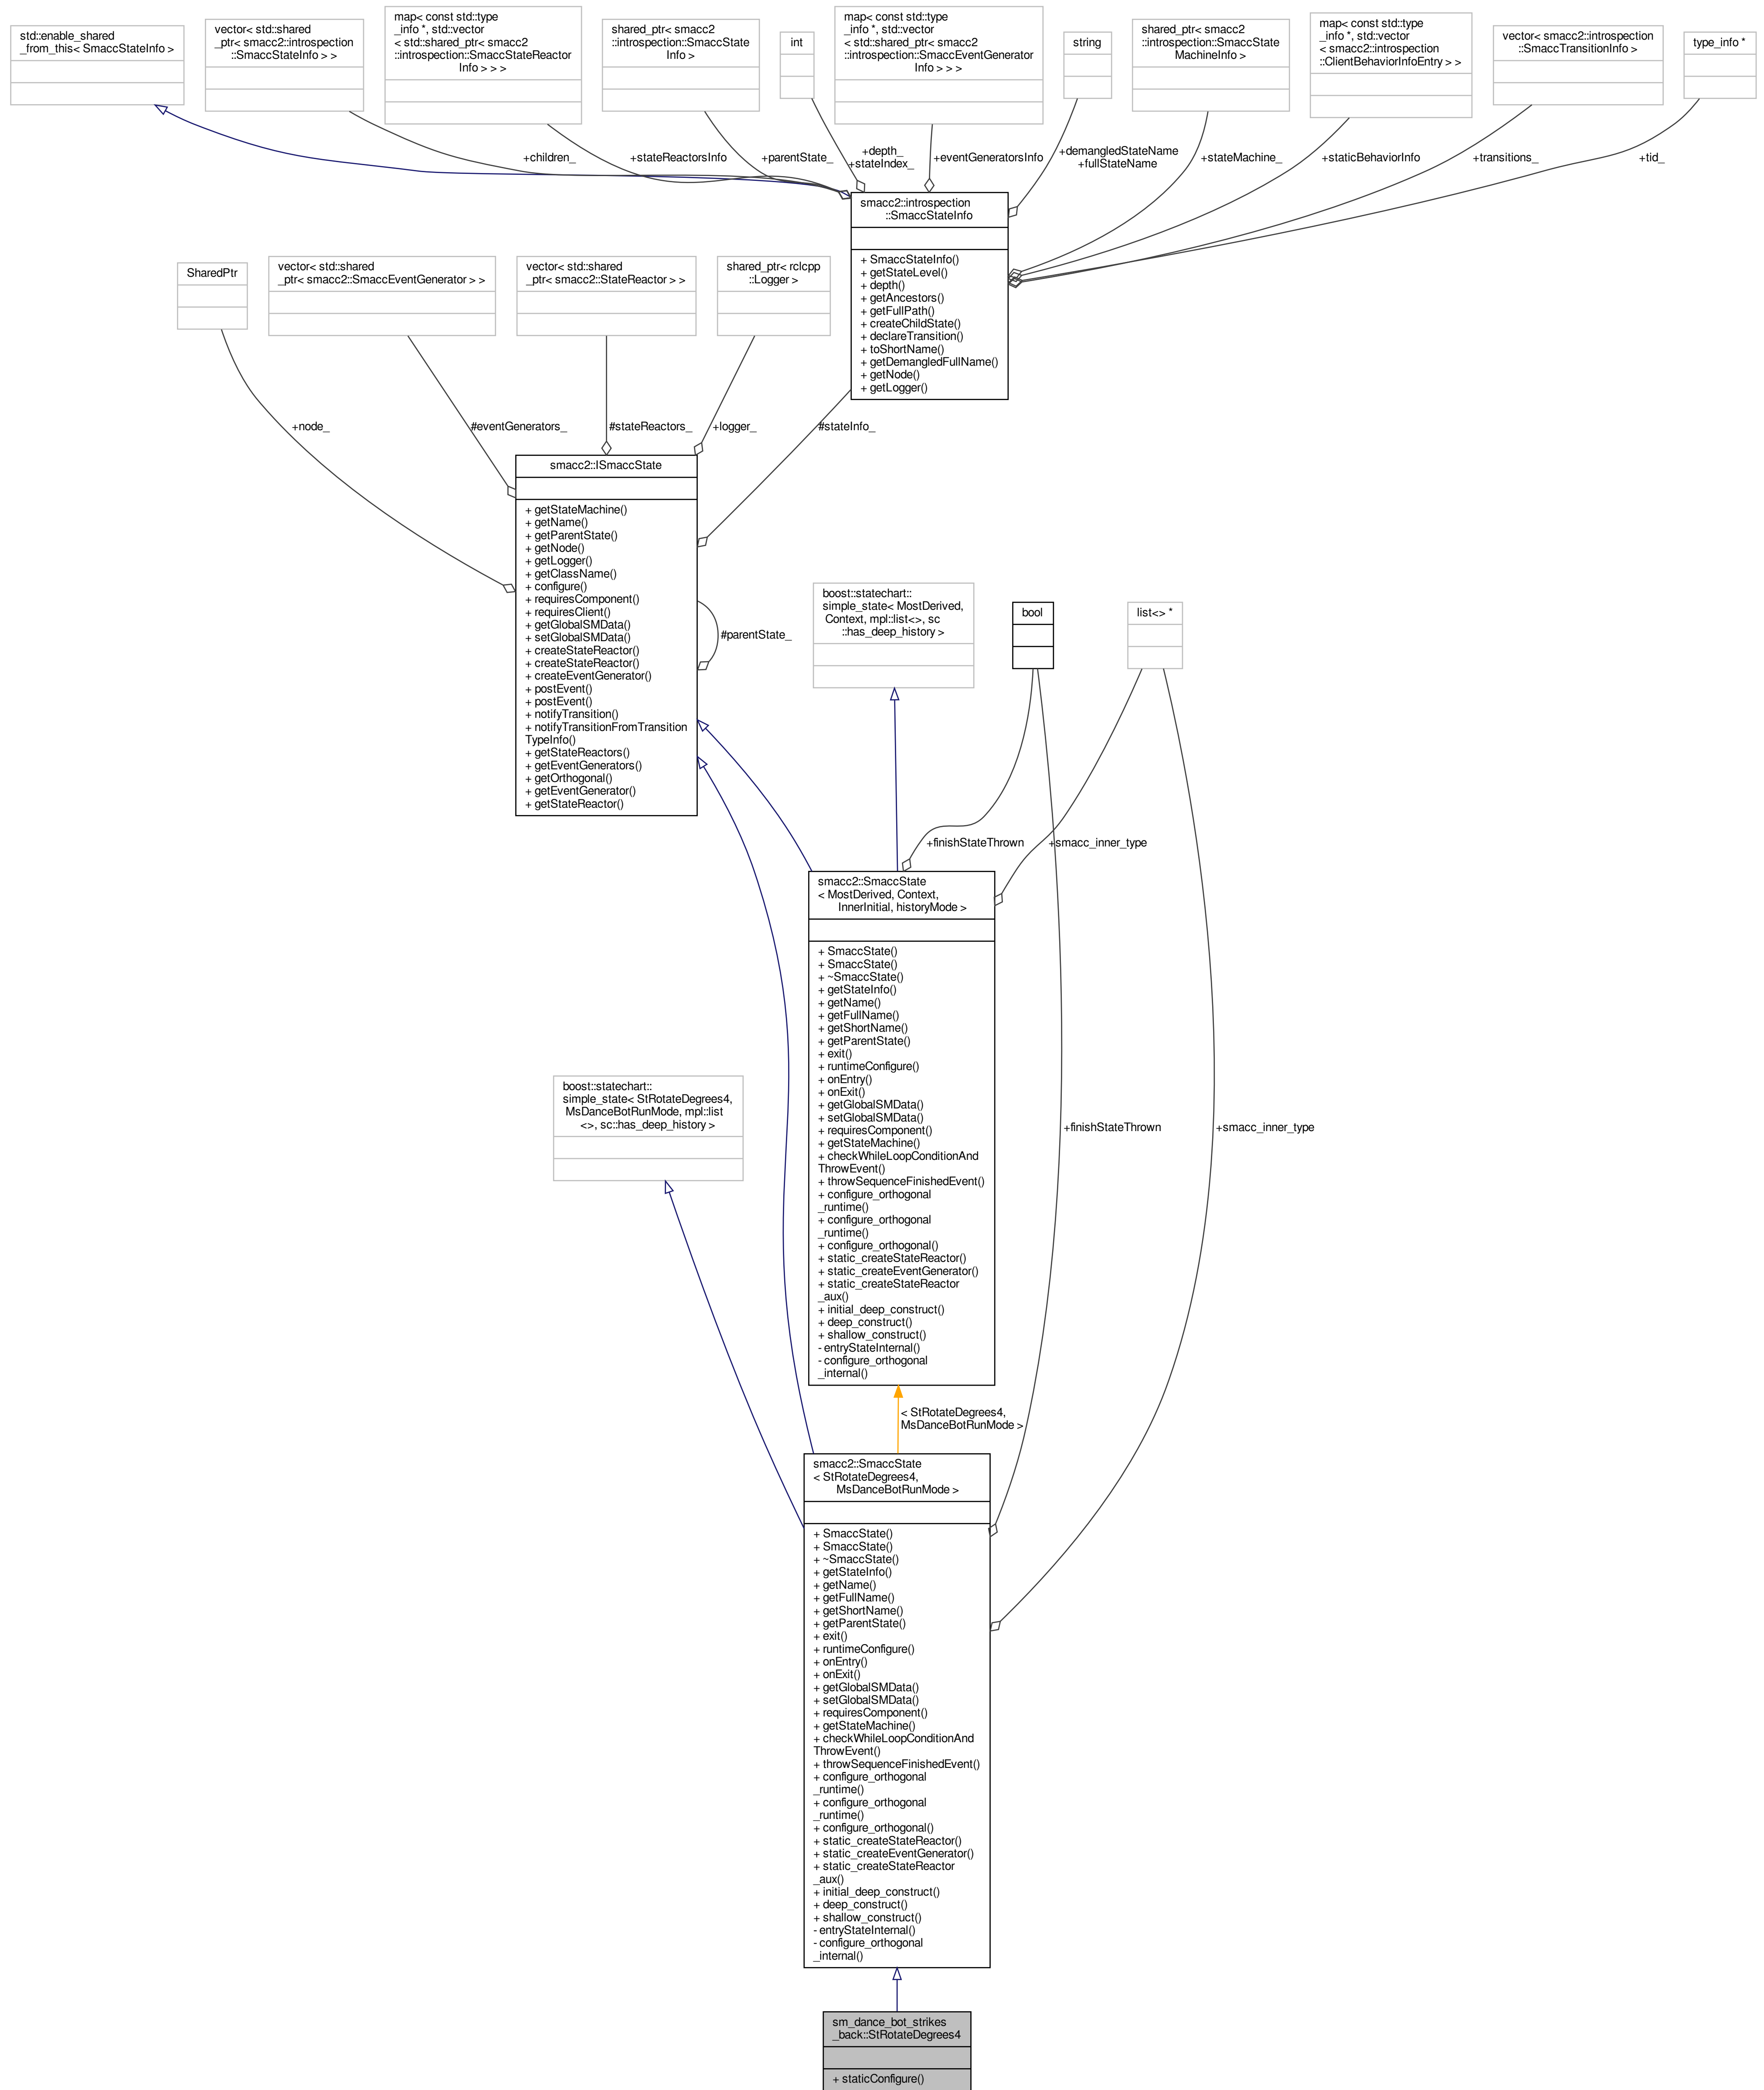 std::enable_shared
_from_this< SmaccStateInfo >
vector< std::shared
_ptr< smacc2::introspection
::SmaccStateInfo > >
map< const std::type
_info *, std::vector
< std::shared_ptr< smacc2
::introspection::SmaccStateReactor
Info > > >
shared_ptr< smacc2
::introspection::SmaccState
Info >
int
map< const std::type
_info *, std::vector
< std::shared_ptr< smacc2
::introspection::SmaccEventGenerator
Info > > >
string
shared_ptr< smacc2
::introspection::SmaccState
MachineInfo >
map< const std::type
_info *, std::vector
< smacc2::introspection
::ClientBehaviorInfoEntry > >
vector< smacc2::introspection
::SmaccTransitionInfo >
type_info *
+children_
+stateReactorsInfo
+parentState_
+depth_
+stateIndex_
+eventGeneratorsInfo
+demangledStateName
+fullStateName
+stateMachine_
+staticBehaviorInfo
+transitions_
+tid_
smacc2::introspection
::SmaccStateInfo
+ SmaccStateInfo()
+ getStateLevel()
+ depth()
+ getAncestors()
+ getFullPath()
+ createChildState()
+ declareTransition()
+ toShortName()
+ getDemangledFullName()
+ getNode()
+ getLogger()
SharedPtr
vector< std::shared
_ptr< smacc2::SmaccEventGenerator > >
vector< std::shared
_ptr< smacc2::StateReactor > >
shared_ptr< rclcpp
::Logger >
+node_
#eventGenerators_
#stateReactors_
+logger_
#stateInfo_
smacc2::ISmaccState
+ getStateMachine()
+ getName()
+ getParentState()
+ getNode()
+ getLogger()
+ getClassName()
+ configure()
+ requiresComponent()
+ requiresClient()
+ getGlobalSMData()
+ setGlobalSMData()
+ createStateReactor()
+ createStateReactor()
+ createEventGenerator()
+ postEvent()
+ postEvent()
+ notifyTransition()
+ notifyTransitionFromTransition
TypeInfo()
+ getStateReactors()
+ getEventGenerators()
+ getOrthogonal()
+ getEventGenerator()
+ getStateReactor()
#parentState_
boost::statechart::
simple_state< MostDerived,
Context, mpl::list<>, sc
::has_deep_history >
bool
list<> *
+finishStateThrown
+smacc_inner_type
smacc2::SmaccState
< MostDerived, Context,
InnerInitial, historyMode >
+ SmaccState()
+ SmaccState()
+ ~SmaccState()
+ getStateInfo()
+ getName()
+ getFullName()
+ getShortName()
+ getParentState()
+ exit()
+ runtimeConfigure()
+ onEntry()
+ onExit()
+ getGlobalSMData()
+ setGlobalSMData()
+ requiresComponent()
+ getStateMachine()
+ checkWhileLoopConditionAnd
ThrowEvent()
+ throwSequenceFinishedEvent()
+ configure_orthogonal
_runtime()
+ configure_orthogonal
_runtime()
+ configure_orthogonal()
+ static_createStateReactor()
+ static_createEventGenerator()
+ static_createStateReactor
_aux()
+ initial_deep_construct()
+ deep_construct()
+ shallow_construct()
- entryStateInternal()
- configure_orthogonal
_internal()
boost::statechart::
simple_state< StRotateDegrees4,
MsDanceBotRunMode, mpl::list
<>, sc::has_deep_history >
+finishStateThrown
+smacc_inner_type
< StRotateDegrees4,
MsDanceBotRunMode >
smacc2::SmaccState
< StRotateDegrees4,
MsDanceBotRunMode >
+ SmaccState()
+ SmaccState()
+ ~SmaccState()
+ getStateInfo()
+ getName()
+ getFullName()
+ getShortName()
+ getParentState()
+ exit()
+ runtimeConfigure()
+ onEntry()
+ onExit()
+ getGlobalSMData()
+ setGlobalSMData()
+ requiresComponent()
+ getStateMachine()
+ checkWhileLoopConditionAnd
ThrowEvent()
+ throwSequenceFinishedEvent()
+ configure_orthogonal
_runtime()
+ configure_orthogonal
_runtime()
+ configure_orthogonal()
+ static_createStateReactor()
+ static_createEventGenerator()
+ static_createStateReactor
_aux()
+ initial_deep_construct()
+ deep_construct()
+ shallow_construct()
- entryStateInternal()
- configure_orthogonal
_internal()
sm_dance_bot_strikes
_back::StRotateDegrees4
+ staticConfigure()